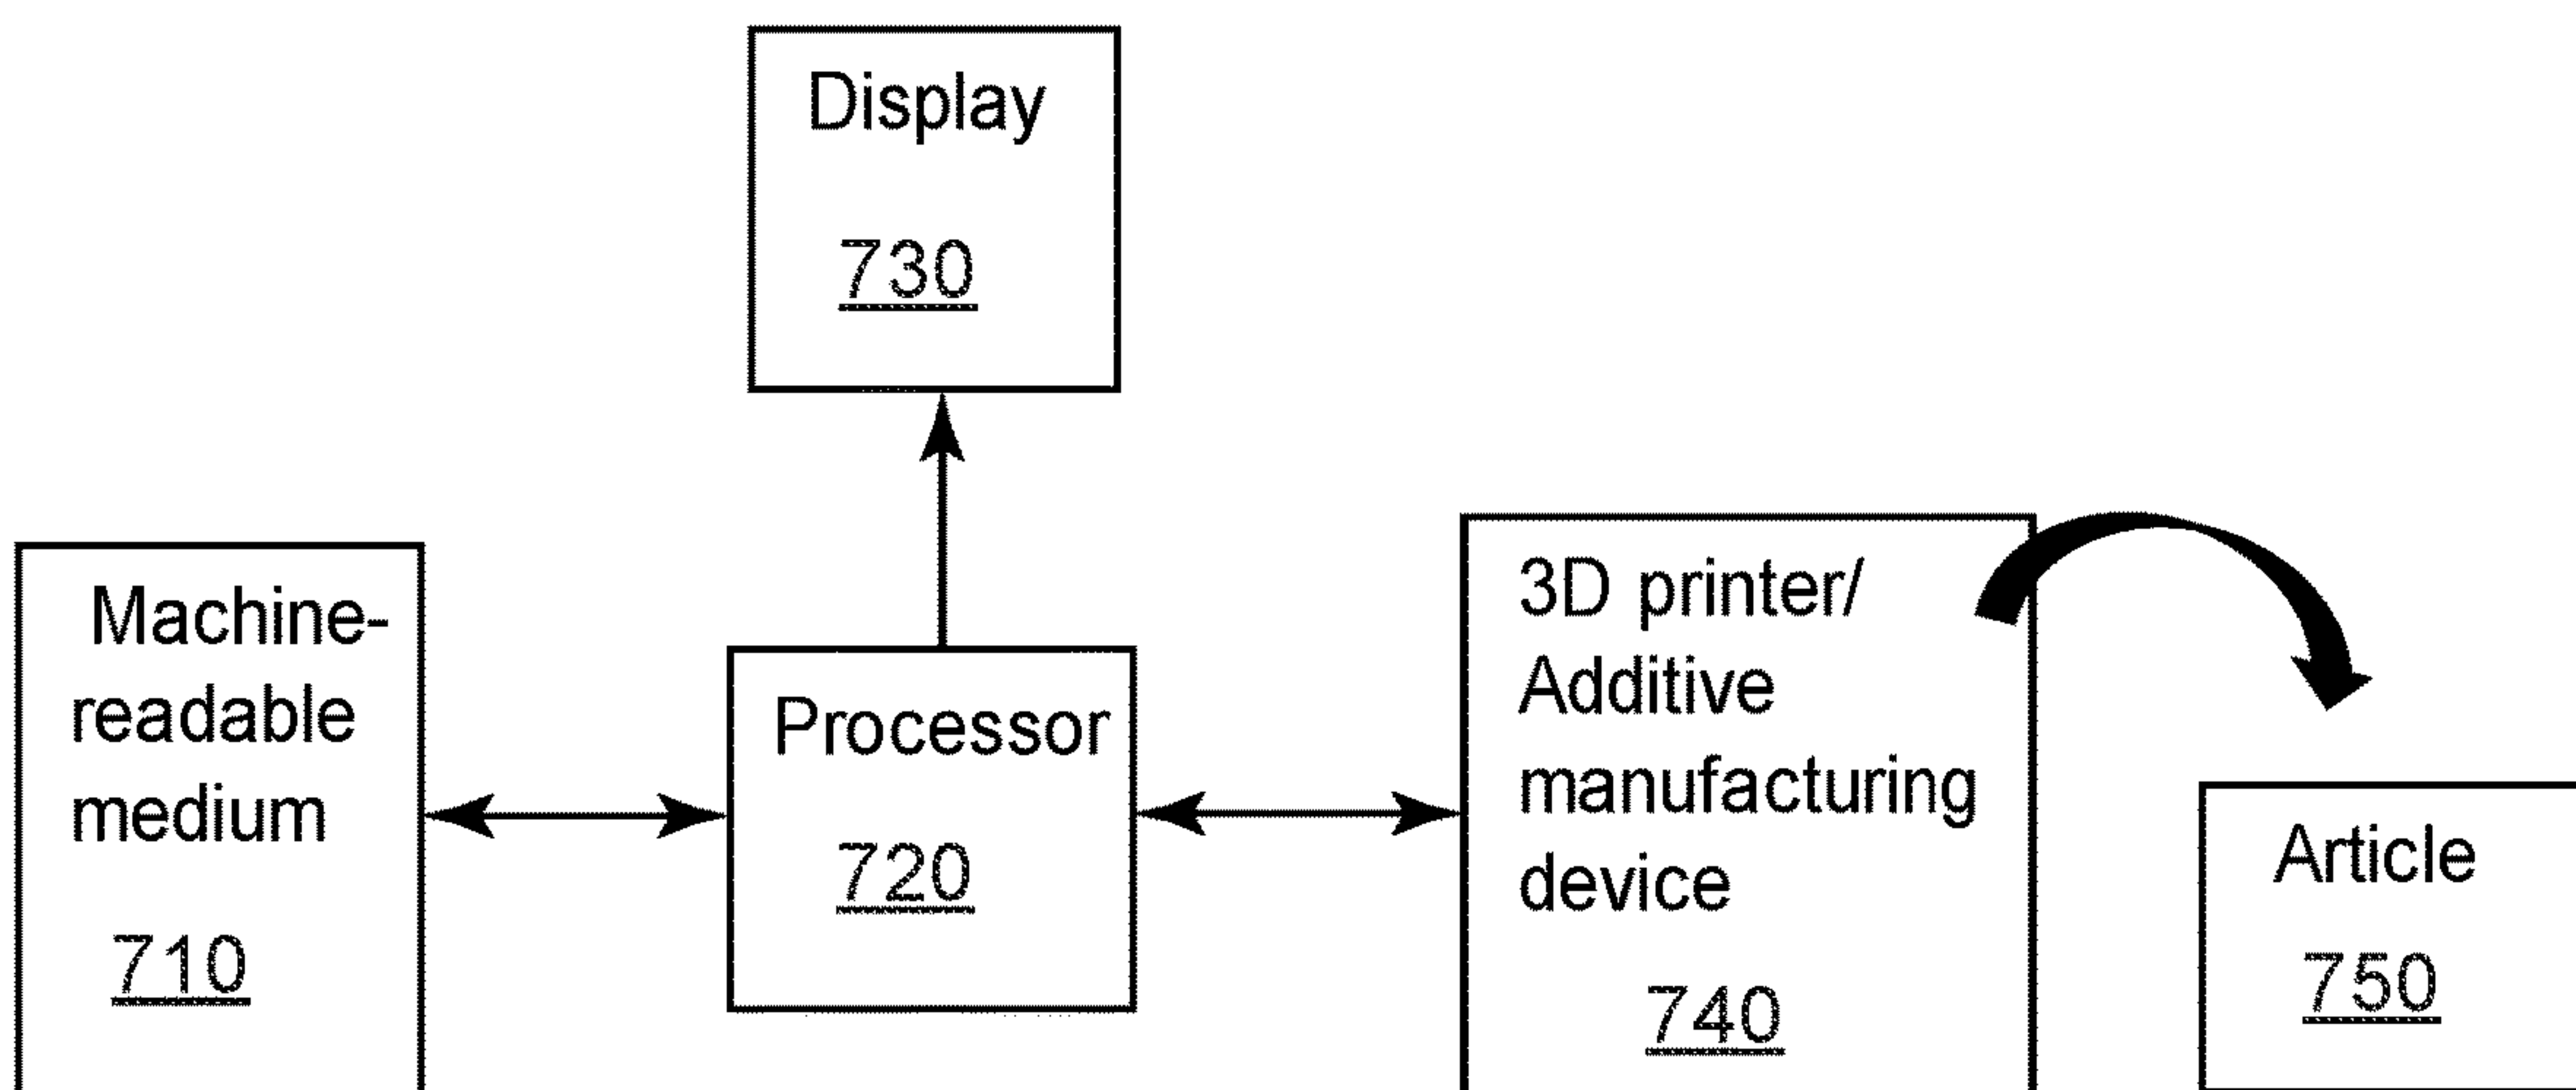 Display
730
Machine-
readable
medium
710
Processor
720
3D printer/
Additive
manufacturing
device
740
Article
750